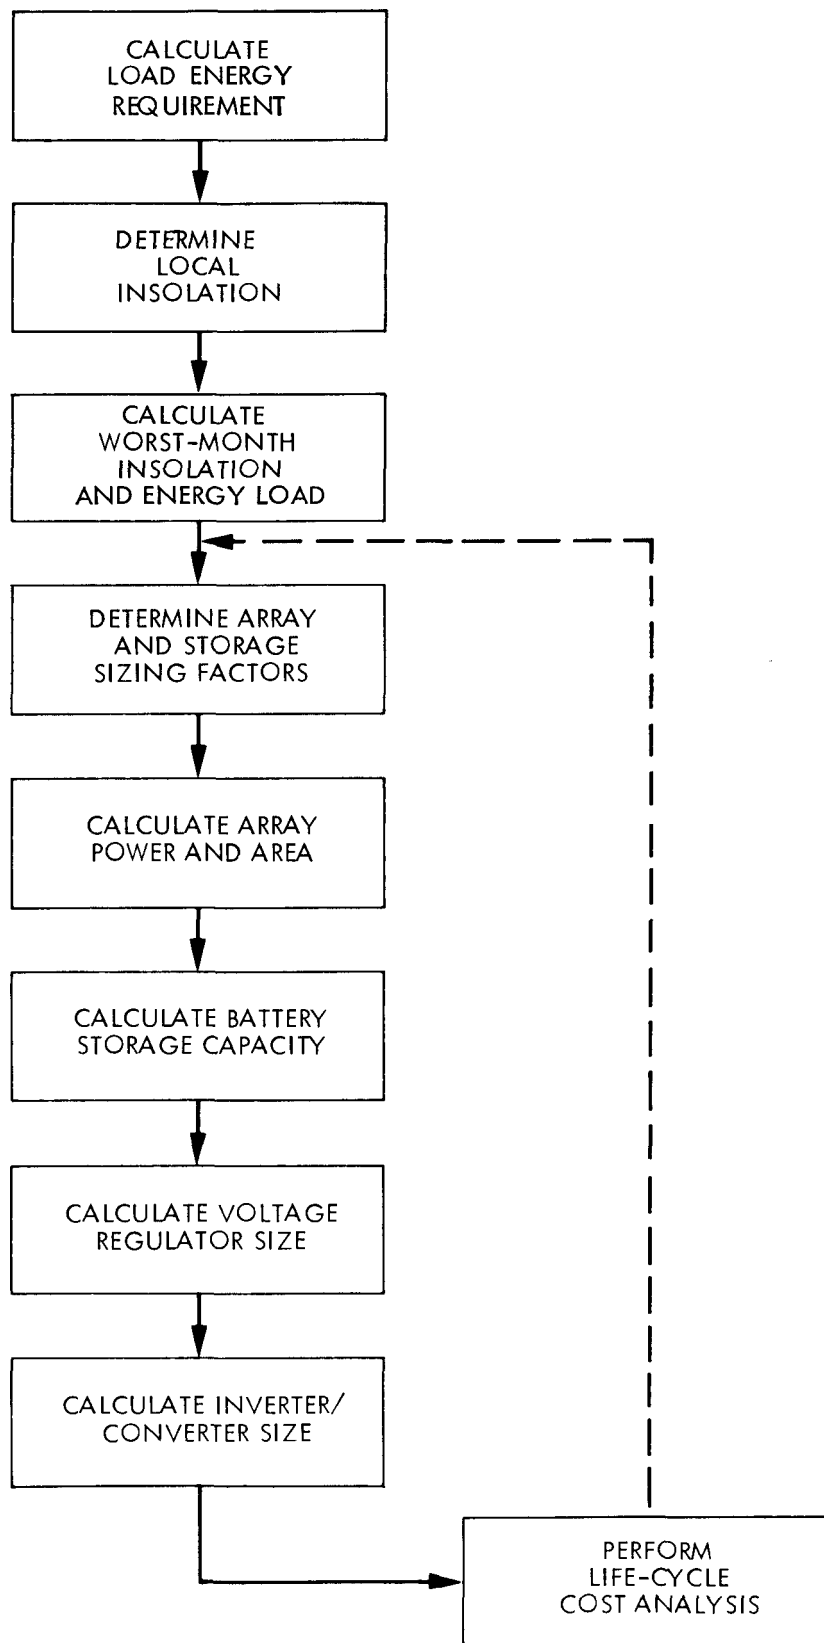 CALCULATE
LOAD ENERGY
REQUIREMENT
DETERMINE
LOCAL
INSOLATION
CALCULATE
WORST-MONTH
INSOLATION
AND ENERGY LOAD
DETERMINE ARRAY
AND STORAGE
SIZING FACTORS
CALCULATE ARRAY
POWER AND AREA
CALCULATE BATTERY
STORAGE CAPACITY
CALCULATE VOLTAGE
REGULATOR SIZE
CALCULATE INVERTER/
CONVERTER SIZE
PERFORM
LIFE-CYCLE
COST ANALYSIS